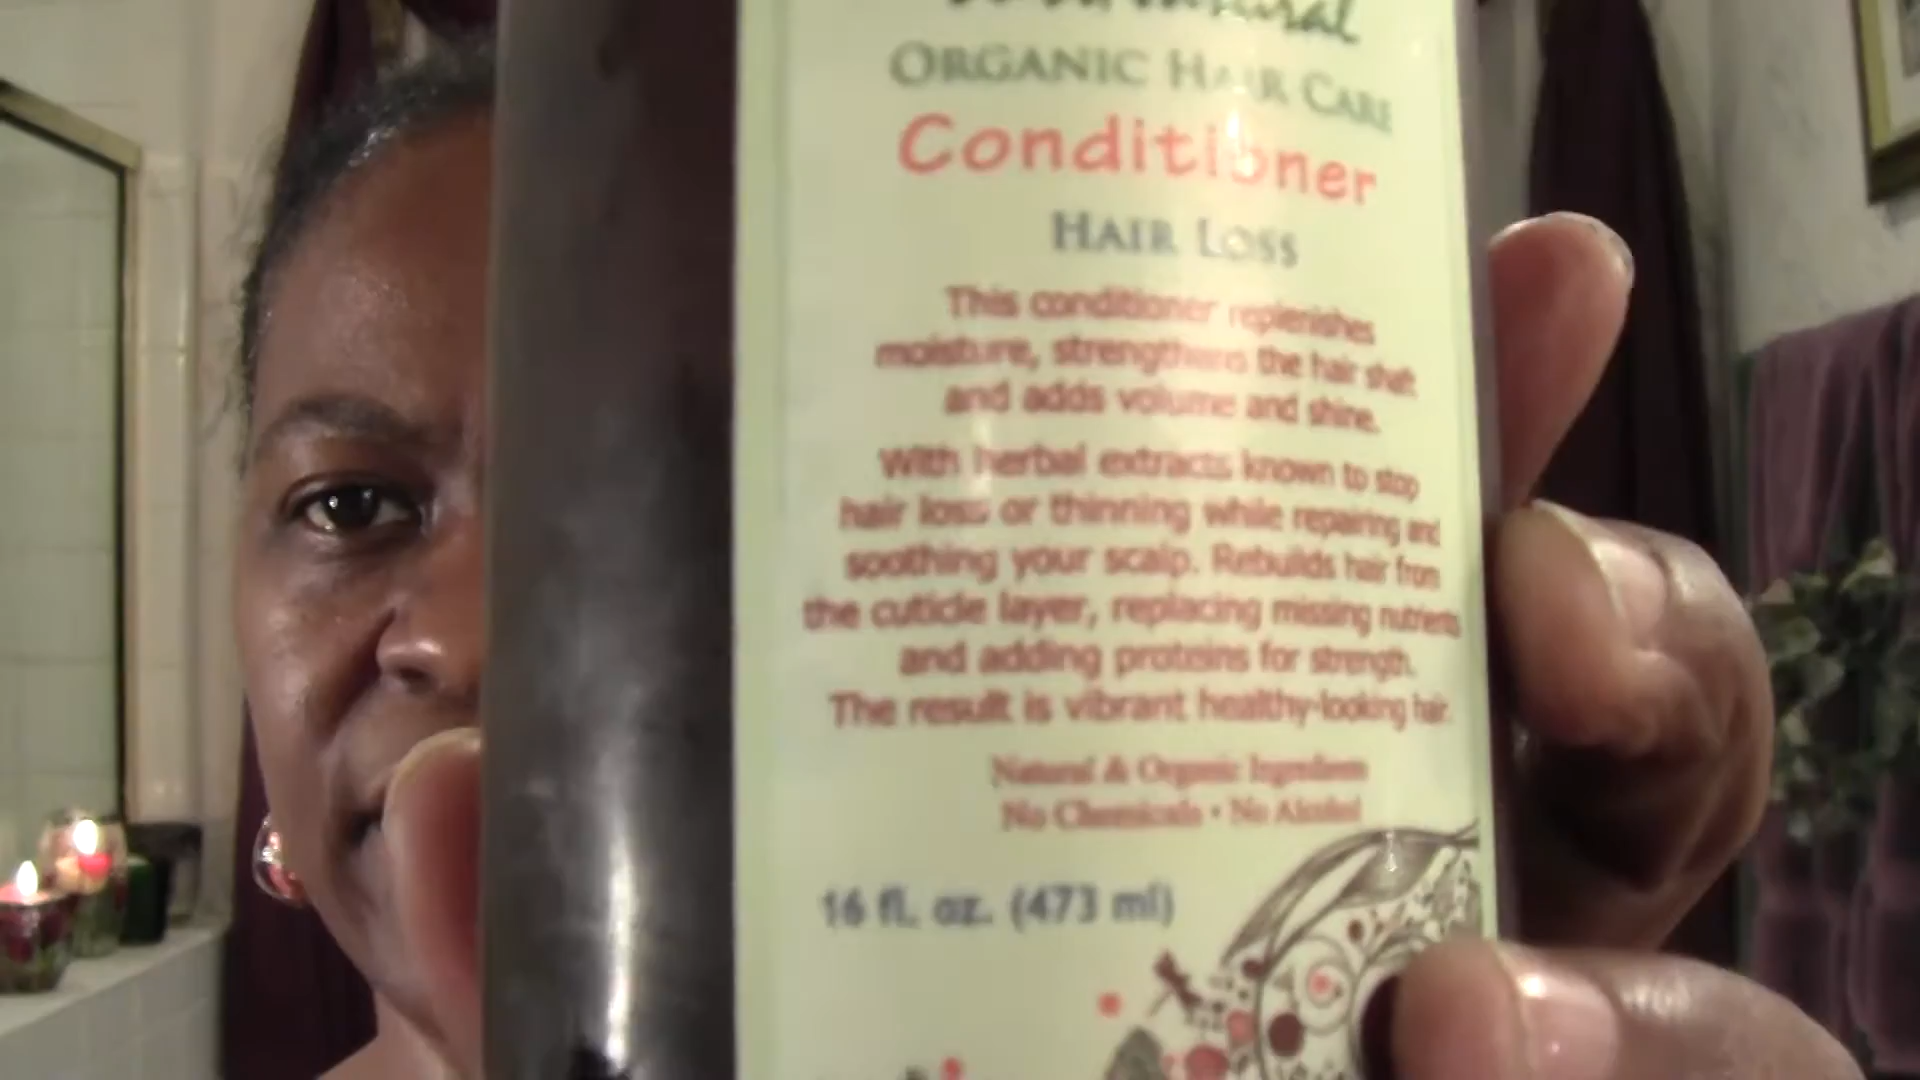 ORGANIC HAIR CARE
Conditioner
HAIR LOSS
This conditioner replenishes
moisture, strengthens the hair shaft
and adds volume and shine.
With herbal extracts known to stop
hair loss or thinning while repairing and
soothing your scalp. Rebuilds hair from
the cuticle layer, replacing missing nutrients
and adding proteins for strength.
The result is vibrant healthy-looking hair.
Natural & Organic Ingredients
No Chemicals • No Alcohol
16 fl. oz. (473 ml)